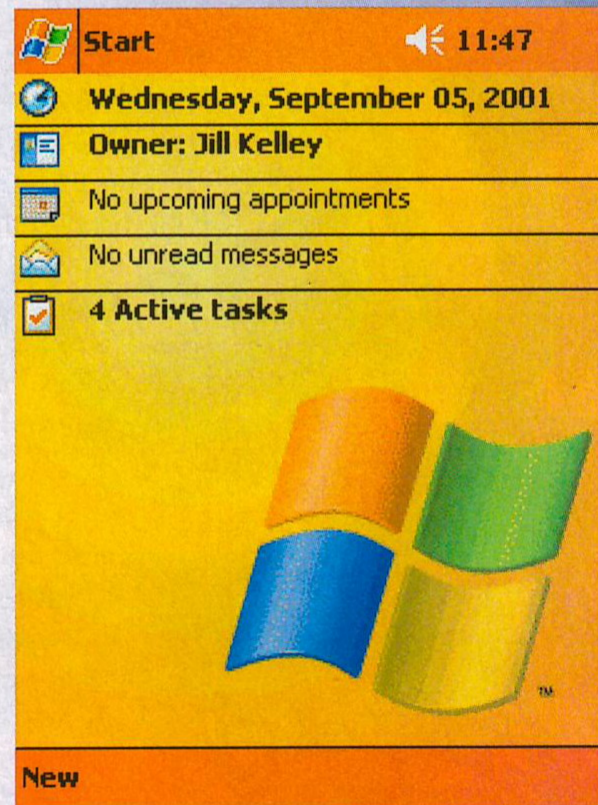 Start 11:47
Wednesday, September 05, 2001
Owner: Jill Kelley
No upcoming appointments
No unread messages
4 Active tasks
TM
New